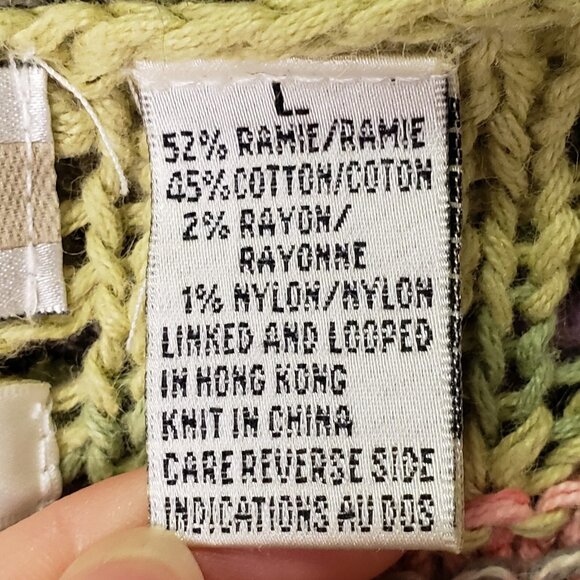 L
52% RAMIE/RAMIE
45% COTTON/COTON
2% RAYON/
RAYONNE
1% NYLON/NYLON
LINKED AND LOOPED
IN HONG KONG
KNIT IN CHINA
CARE REVERSE SIDE
INDICATIONS AU DOS